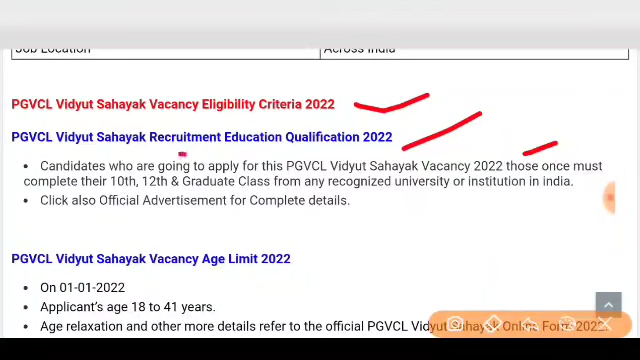 Job Location Across India
PGVCL Vidyut Sahayak Vacancy Eligibility Criteria 2022
PGVCL Vidyut Sahayak Recruitment Education Qualification 2022
Candidates who are going to apply for this PGVCL Vidyut Sahayak Vacancy 2022 those once must
complete their 10th, 12th & Graduate Class from any recognized university or institution in india.
Click also Official Advertisement for Complete details.
PGVCL Vidyut Sahayak Vacancy Age Limit 2022
On 01-01-2022
Applicant's age 18 to 41 years.
Age relaxation and other more details refer to the official PGVCL Vidyut Sahayak Online Form 2022.